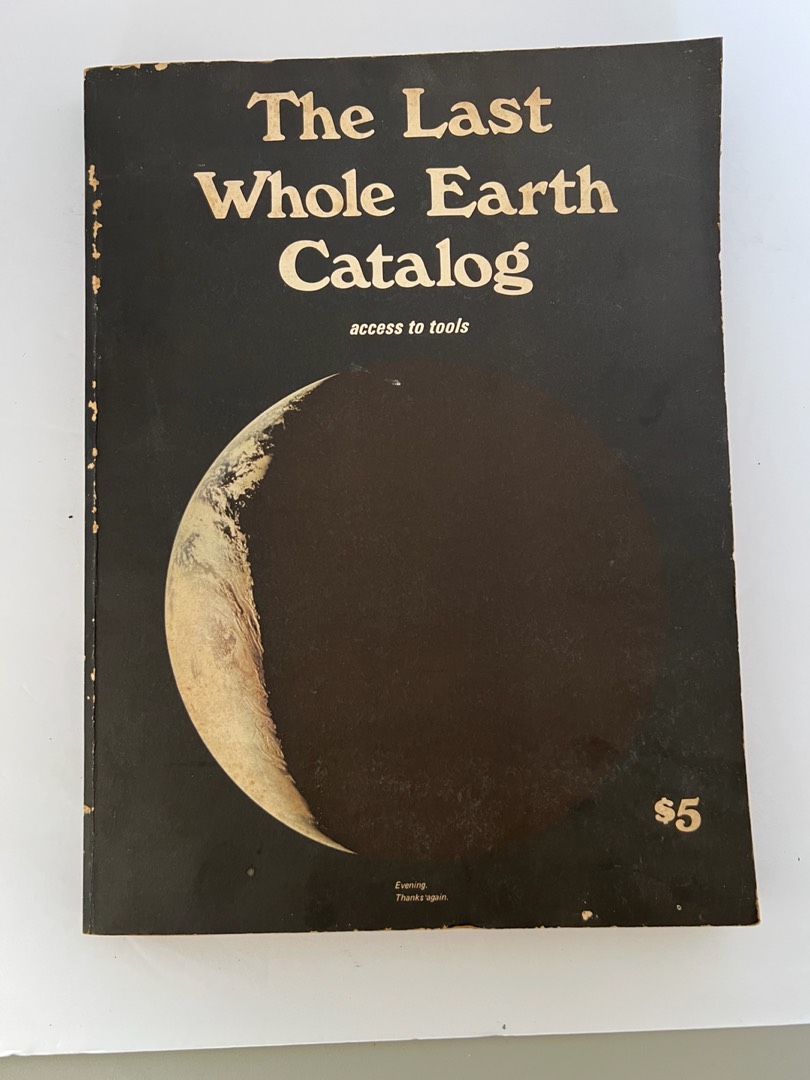 The Last
Whole Earth
Catalog
access to tools
$5
Evening.
Thanks again.